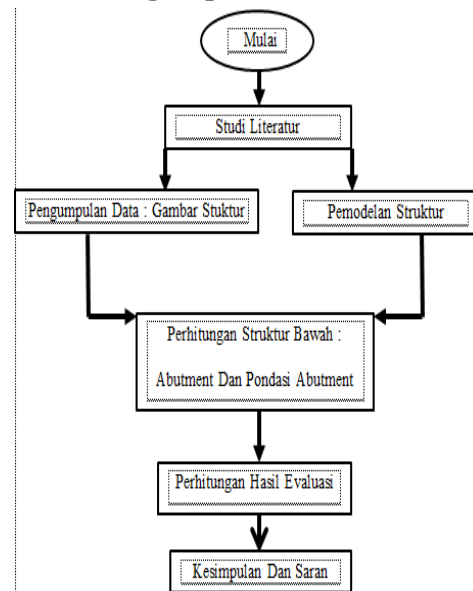 Mulai
Studi Literatur
Pengumpulan Data : Gambar Stuktur
Pemodelan Struktur
Perhitungan Struktur Bawah :
Abutment Dan Pondasi Abutment
Perhitungan Hasil Evaluasi
Kesimpulan Dan Saran